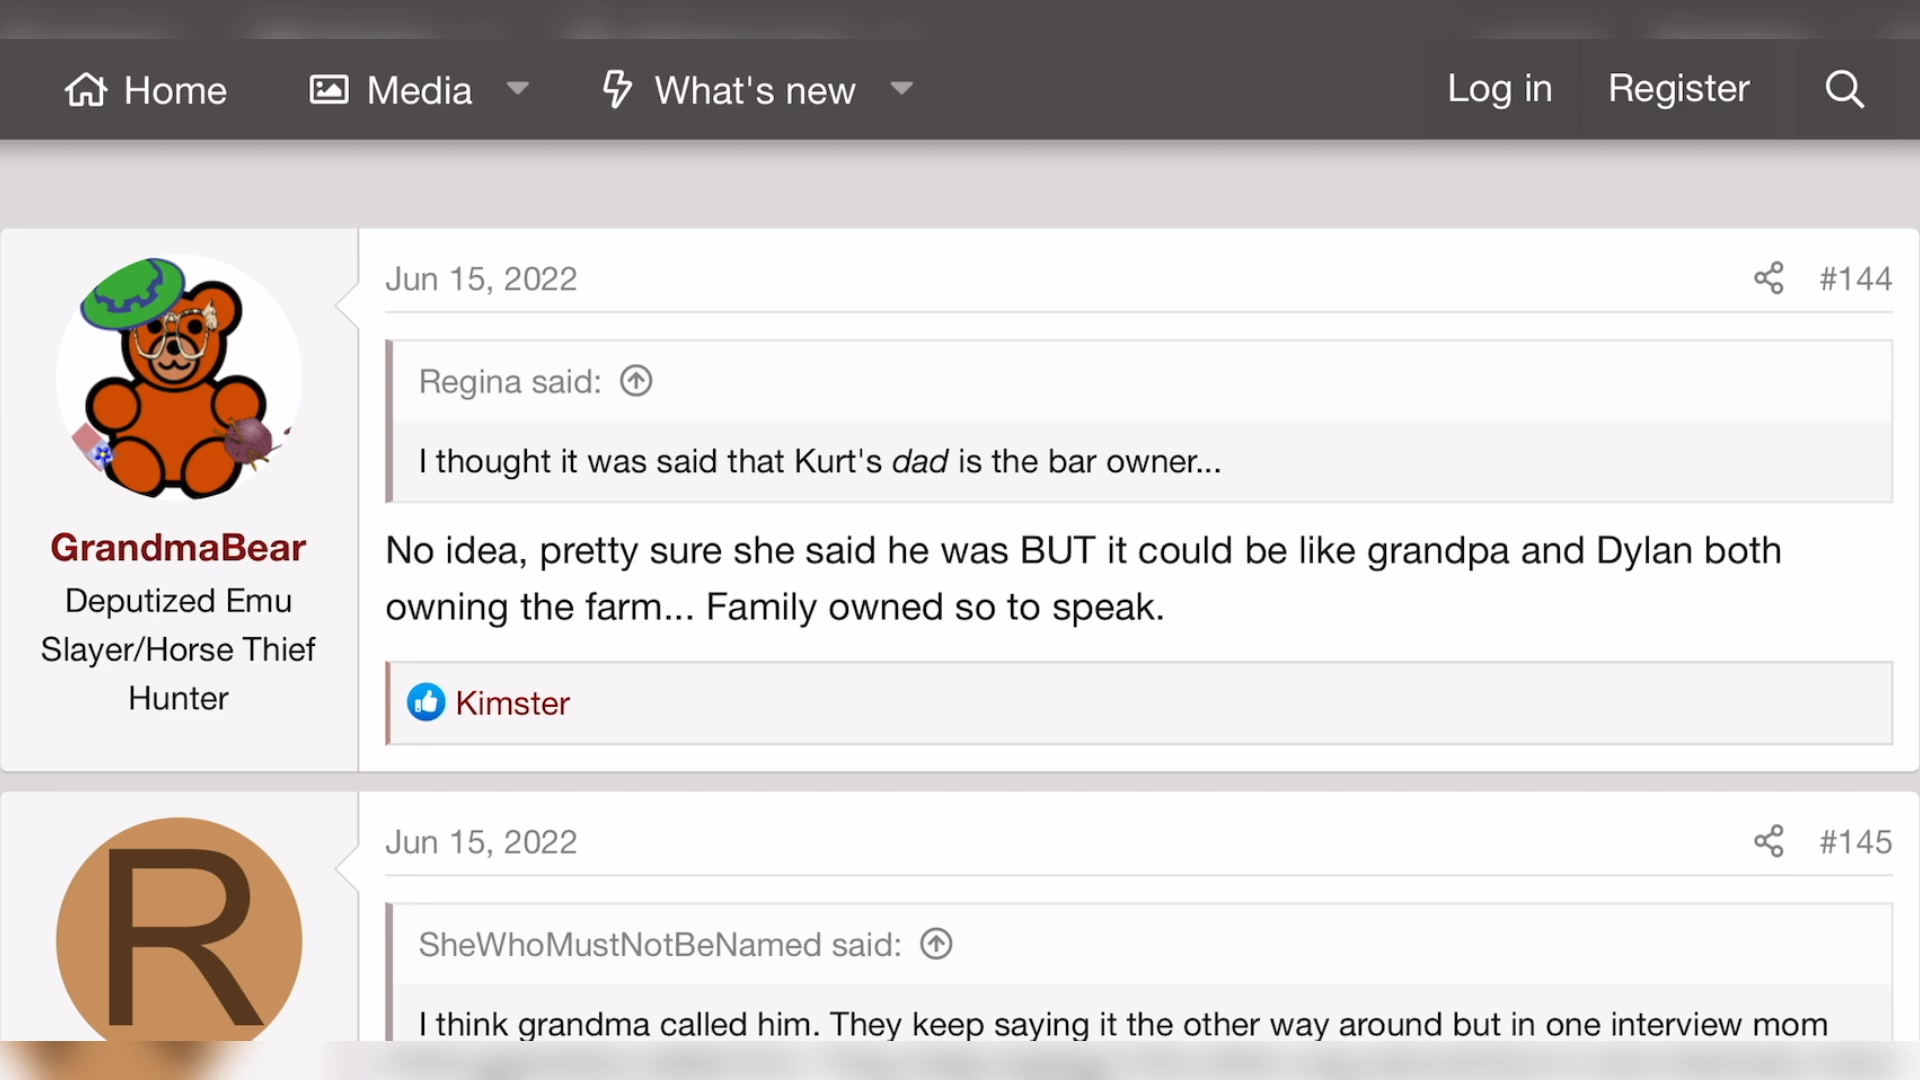 Home Media What's new Log in Register
Jun 15, 2022 #144
Regina said:
I thought it was said that Kurt's dad is the bar owner...
GrandmaBear
Deputized Emu
Slayer/Horse Thief
Hunter
No idea, pretty sure she said he was BUT it could be like grandpa and Dylan both
owning the farm... Family owned so to speak.
Kimster
R
Jun 15, 2022 #145
SheWhoMustNotBeNamed said:
I think grandma called him. They keep saying it the other way around but in one interview mom